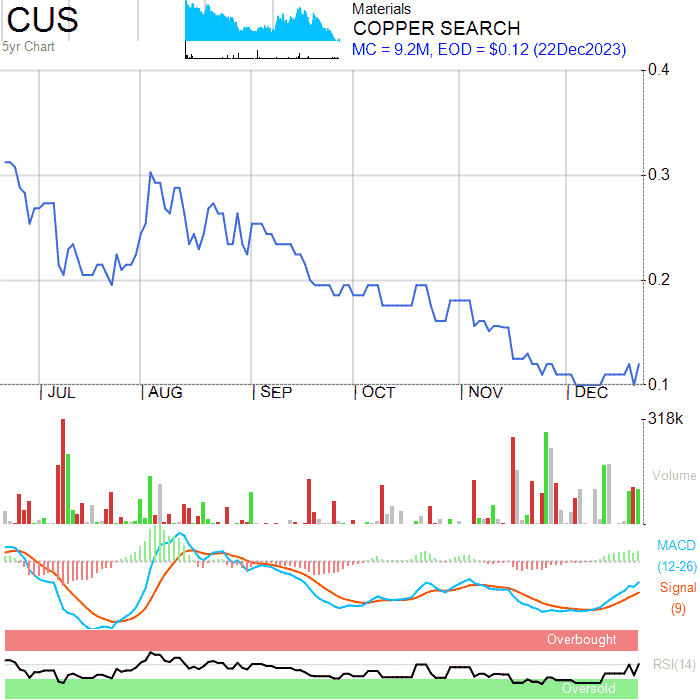 CUS
5yr Chart
Materials
COPPER SEARCH
MC = 9.2M, EOD = $0.12 (22Dec2023)
0.4
0.3
0.2
0.1
JUL AUG SEP OCT NOV DEC
318k
Volume
MACD
(12-26)
Signal
(9)
Overbought
RSI(14)
Oversold